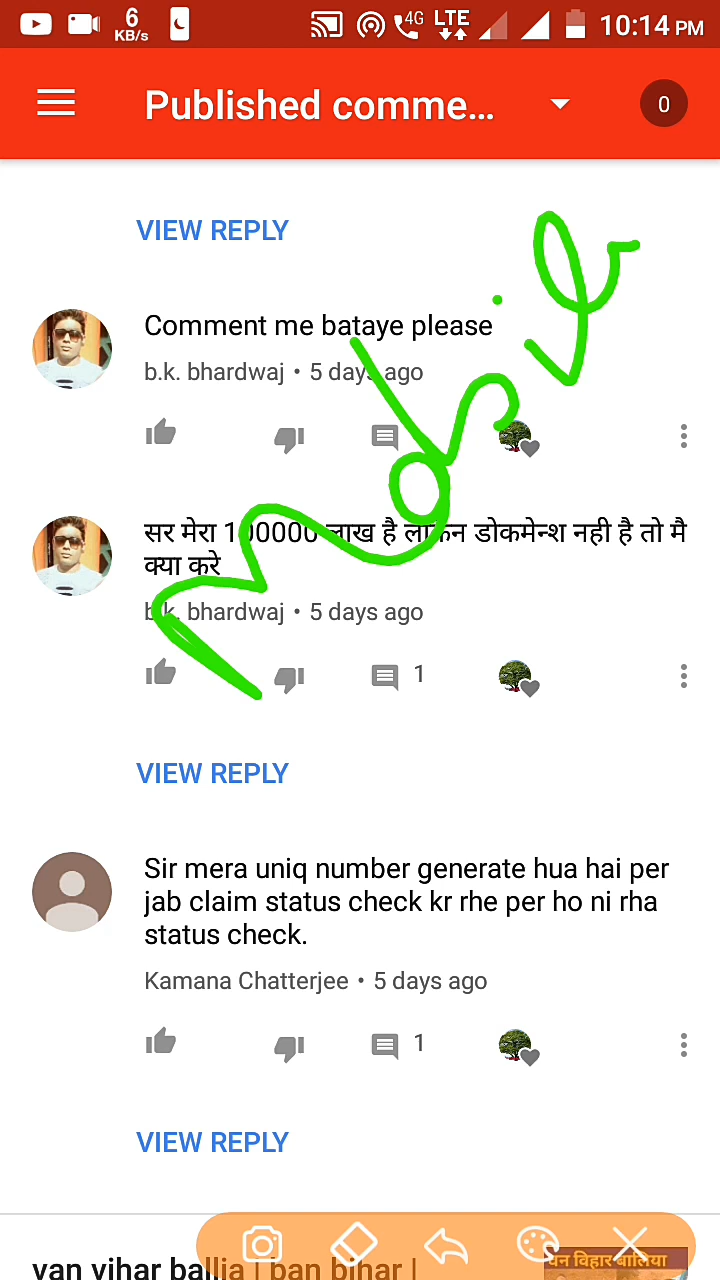 6 KB/s 4G LTE 10:14 PM
Published comme... 0
VIEW REPLY
Comment me bataye please
b.k. bhardwaj • 5 days ago
सर मेरा 100000 लाख है लेकिन डोकमेन्श नही है तो मै
क्या करे
b.k. bhardwaj • 5 days ago
1
VIEW REPLY
Sir mera uniq number generate hua hai per
jab claim status check kr rhe per ho ni rha
status check.
Kamana Chatterjee • 5 days ago
1
VIEW REPLY
van vihar ballia | ban bihar |
वन विहार बालिया